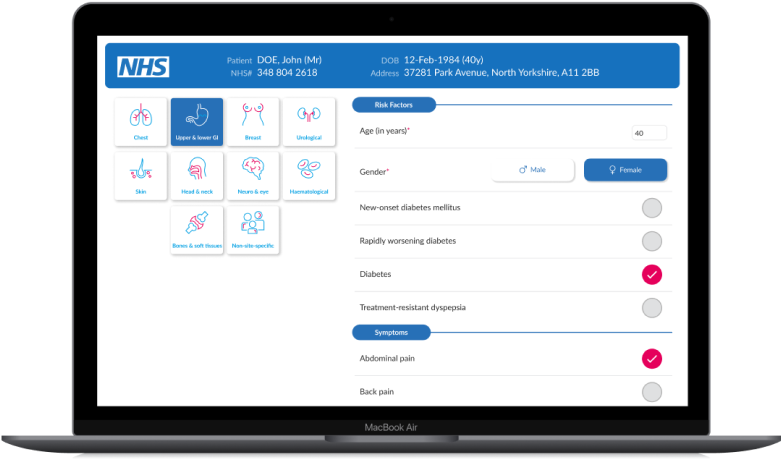 NHS
Patient DOE, John (Mr)
NHS# 348 804 2618
DOB 12-Feb-1984 (40y)
Address 37281 Park Avenue, North Yorkshire, A11 2BB
Chest
Upper & lower GI
Breast
Urological
Skin
Head & neck
Neuro & eye
Haematological
Bones & soft tissues
Non-site-specific
Risk Factors
Age (in years)*
40
Gender*
Male
Female
New-onset diabetes mellitus
Rapidly worsening diabetes
Diabetes
Treatment-resistant dyspepsia
Symptoms
Abdominal pain
Back pain
MacBook Air